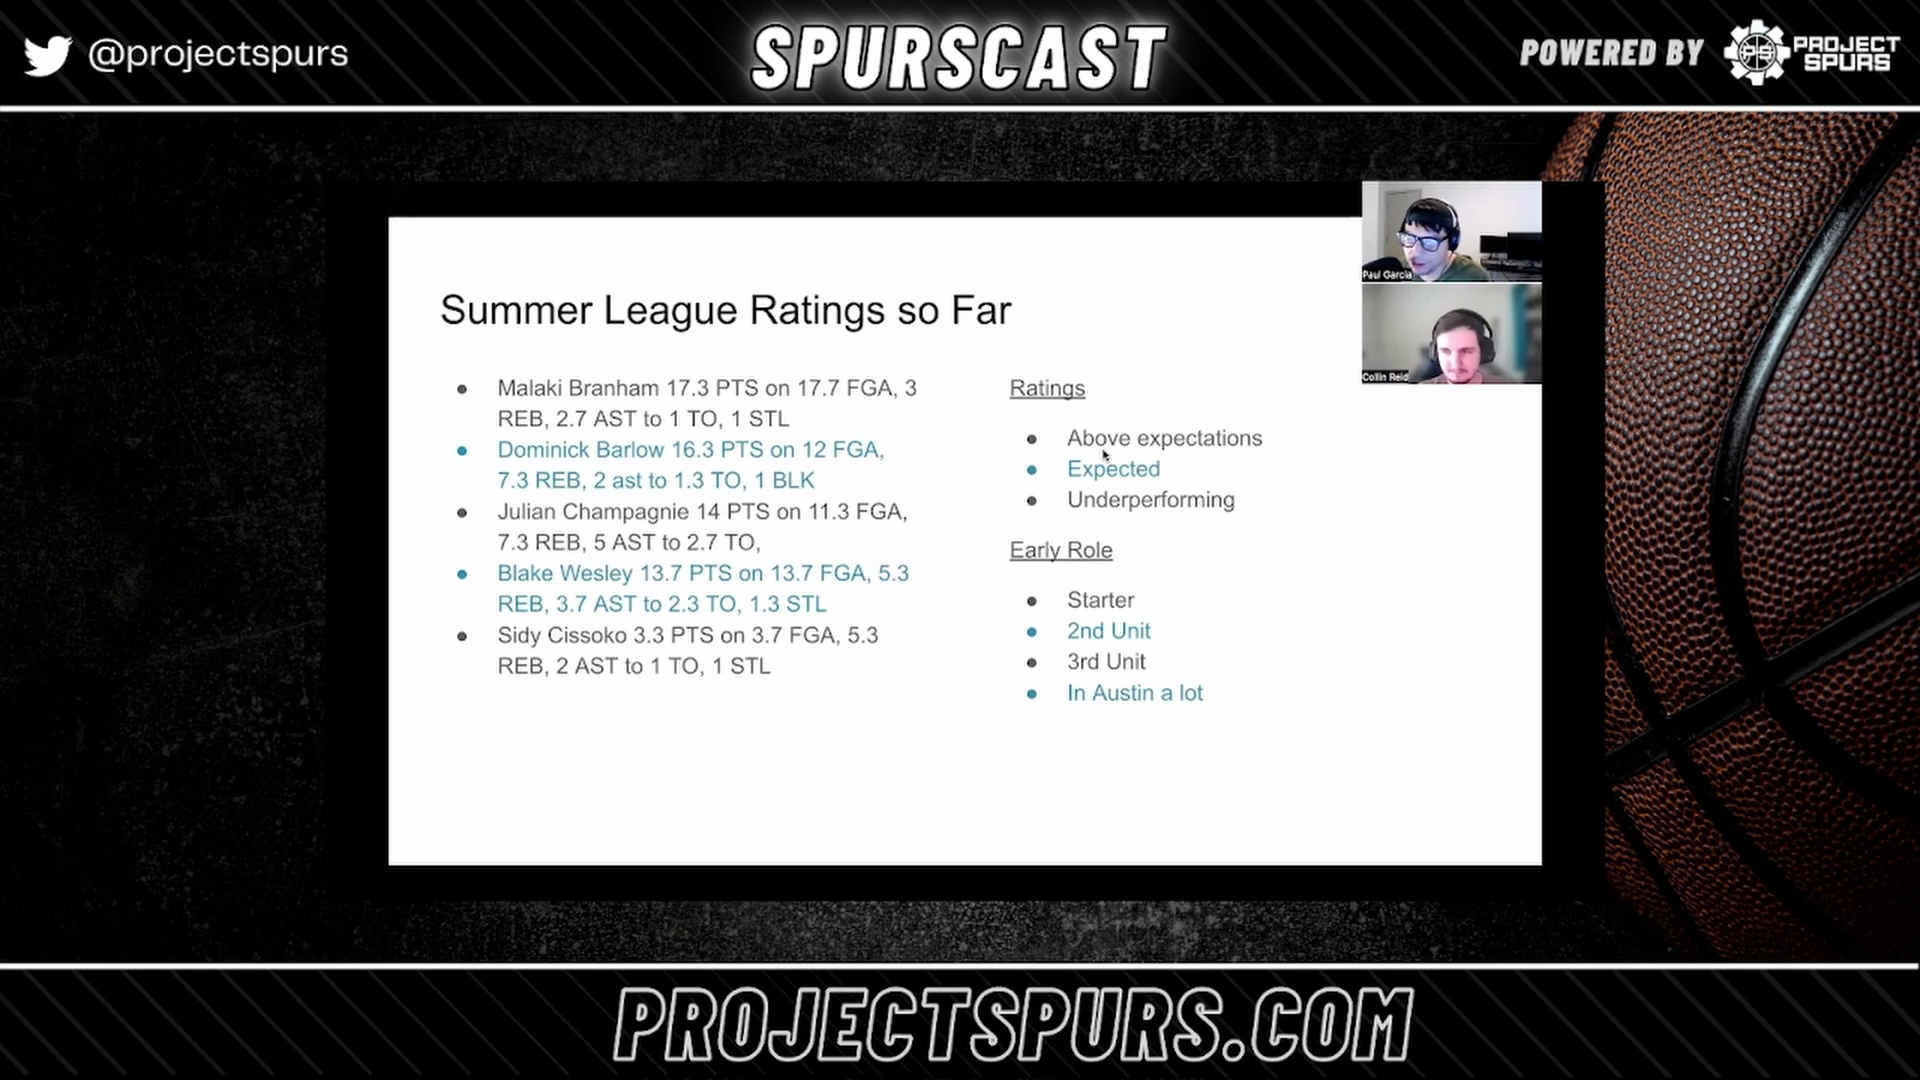 @projectspurs
SPURSCAST
POWERED BY
PS
PROJECT
SPURS
Paul Garcia
Collin Reid
Summer League Ratings so Far
Malaki Branham 17.3 PTS on 17.7 FGA, 3
REB, 2.7 AST to 1 TO, 1 STL
Dominick Barlow 16.3 PTS on 12 FGA,
7.3 REB, 2 ast to 1.3 TO, 1 BLK
Julian Champagnie 14 PTS on 11.3 FGA,
7.3 REB, 5 AST to 2.7 TO,
Blake Wesley 13.7 PTS on 13.7 FGA, 5.3
REB, 3.7 AST to 2.3 TO, 1.3 STL
Sidy Cissoko 3.3 PTS on 3.7 FGA, 5.3
REB, 2 AST to 1 TO, 1 STL
Ratings
Above expectations
Expected
Underperforming
Early Role
Starter
2nd Unit
3rd Unit
In Austin a lot
PROJECTSPURS.COM